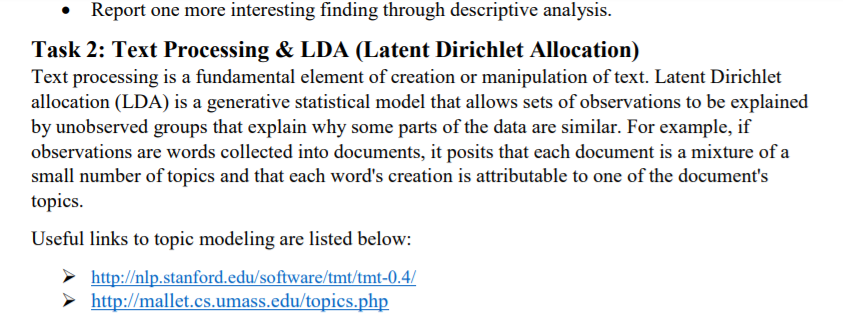 • Report one more interesting finding through descriptive analysis.
Task 2: Text Processing & LDA (Latent Dirichlet Allocation)
Text processing is a fundamental element of creation or manipulation of text. Latent Dirichlet
allocation (LDA) is a generative statistical model that allows sets of observations to be explained
by unobserved groups that explain why some parts of the data are similar. For example, if
observations are words collected into documents, it posits that each document is a mixture of a
small number of topics and that each word's creation is attributable to one of the document's
topics.
Useful links to topic modeling are listed below:
➢ http://nlp.stanford.edu/software/tmt/tmt-0.4/
➢ http://mallet.cs.umass.edu/topics.php